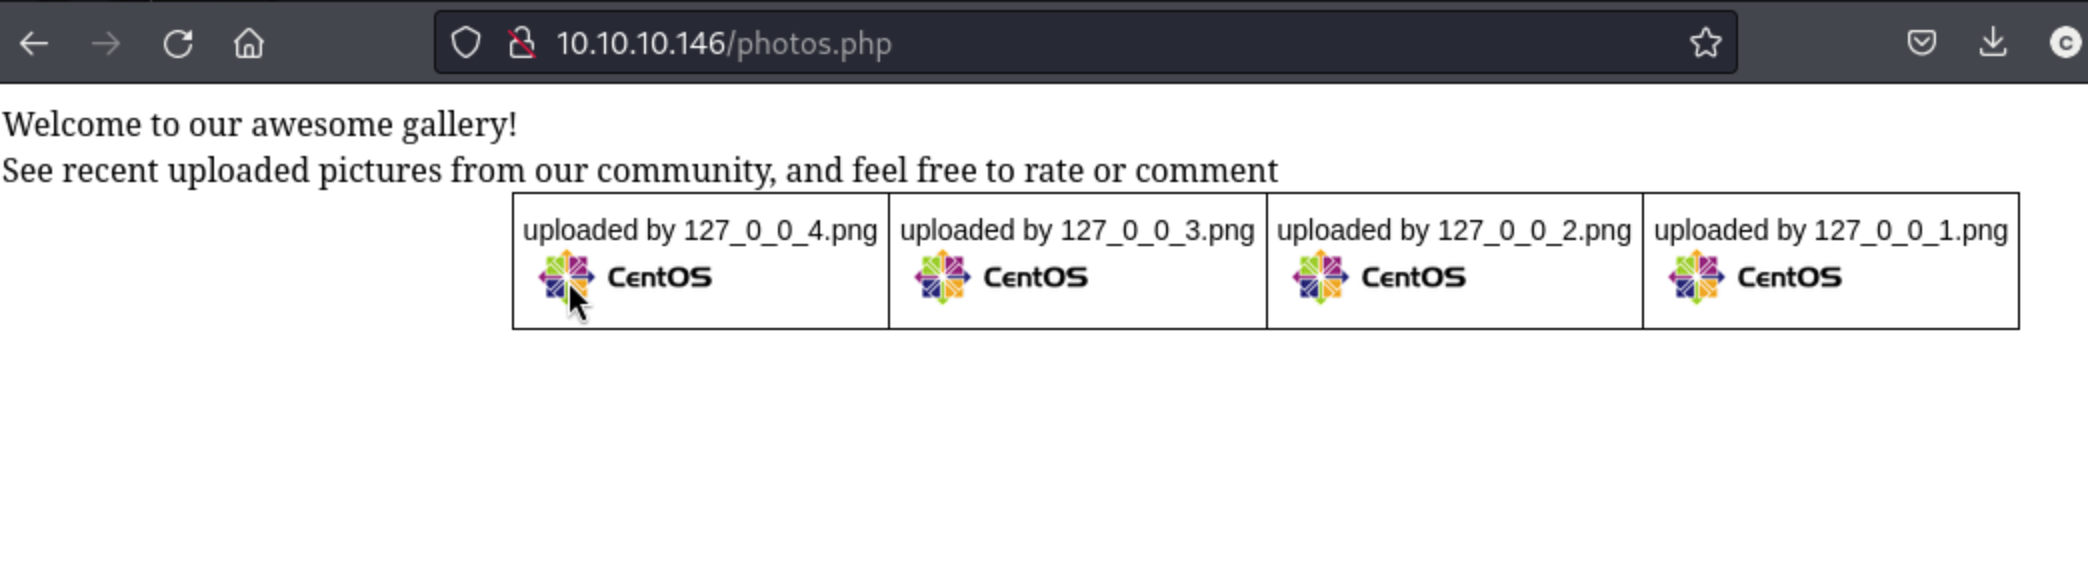 10.10.10.146/photos.php
C
Welcome to our awesome gallery!
See recent uploaded pictures from our community, and feel free to rate or comment
uploaded by 127_0_0_4.png uploaded by 127_0_0_3.png uploaded by 127_0_0_2.png uploaded by 127_0_0_1.png
CentOS CentOS CentOS CentOS